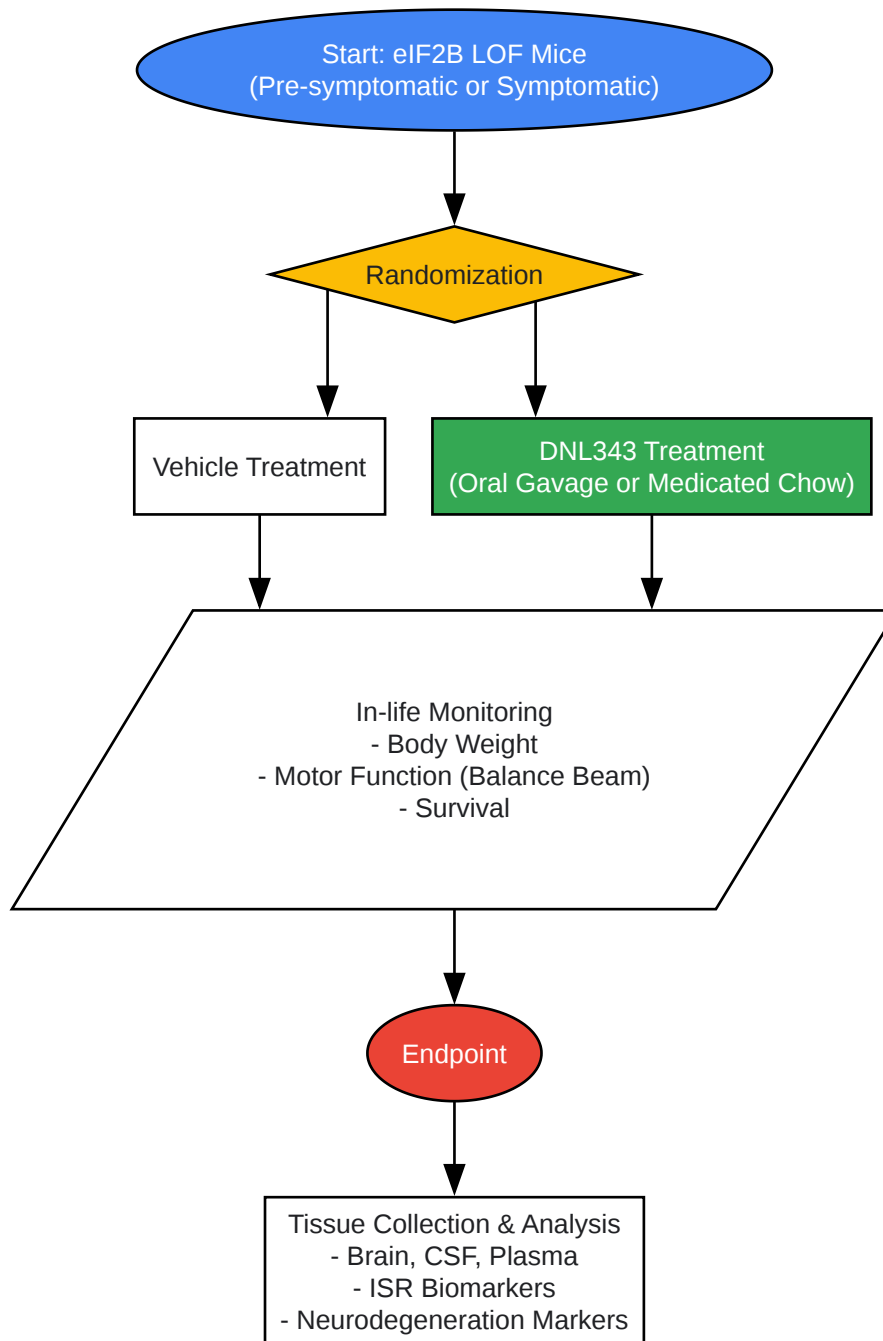 Start: eIF2B LOF Mice
(Pre-symptomatic or Symptomatic)
Randomization
Vehicle Treatment
DNL343 Treatment
(Oral Gavage or Medicated Chow)
In-life Monitoring
- Body Weight
- Motor Function (Balance Beam)
- Survival
Endpoint
Tissue Collection & Analysis
- Brain, CSF, Plasma
- ISR Biomarkers
- Neurodegeneration Markers